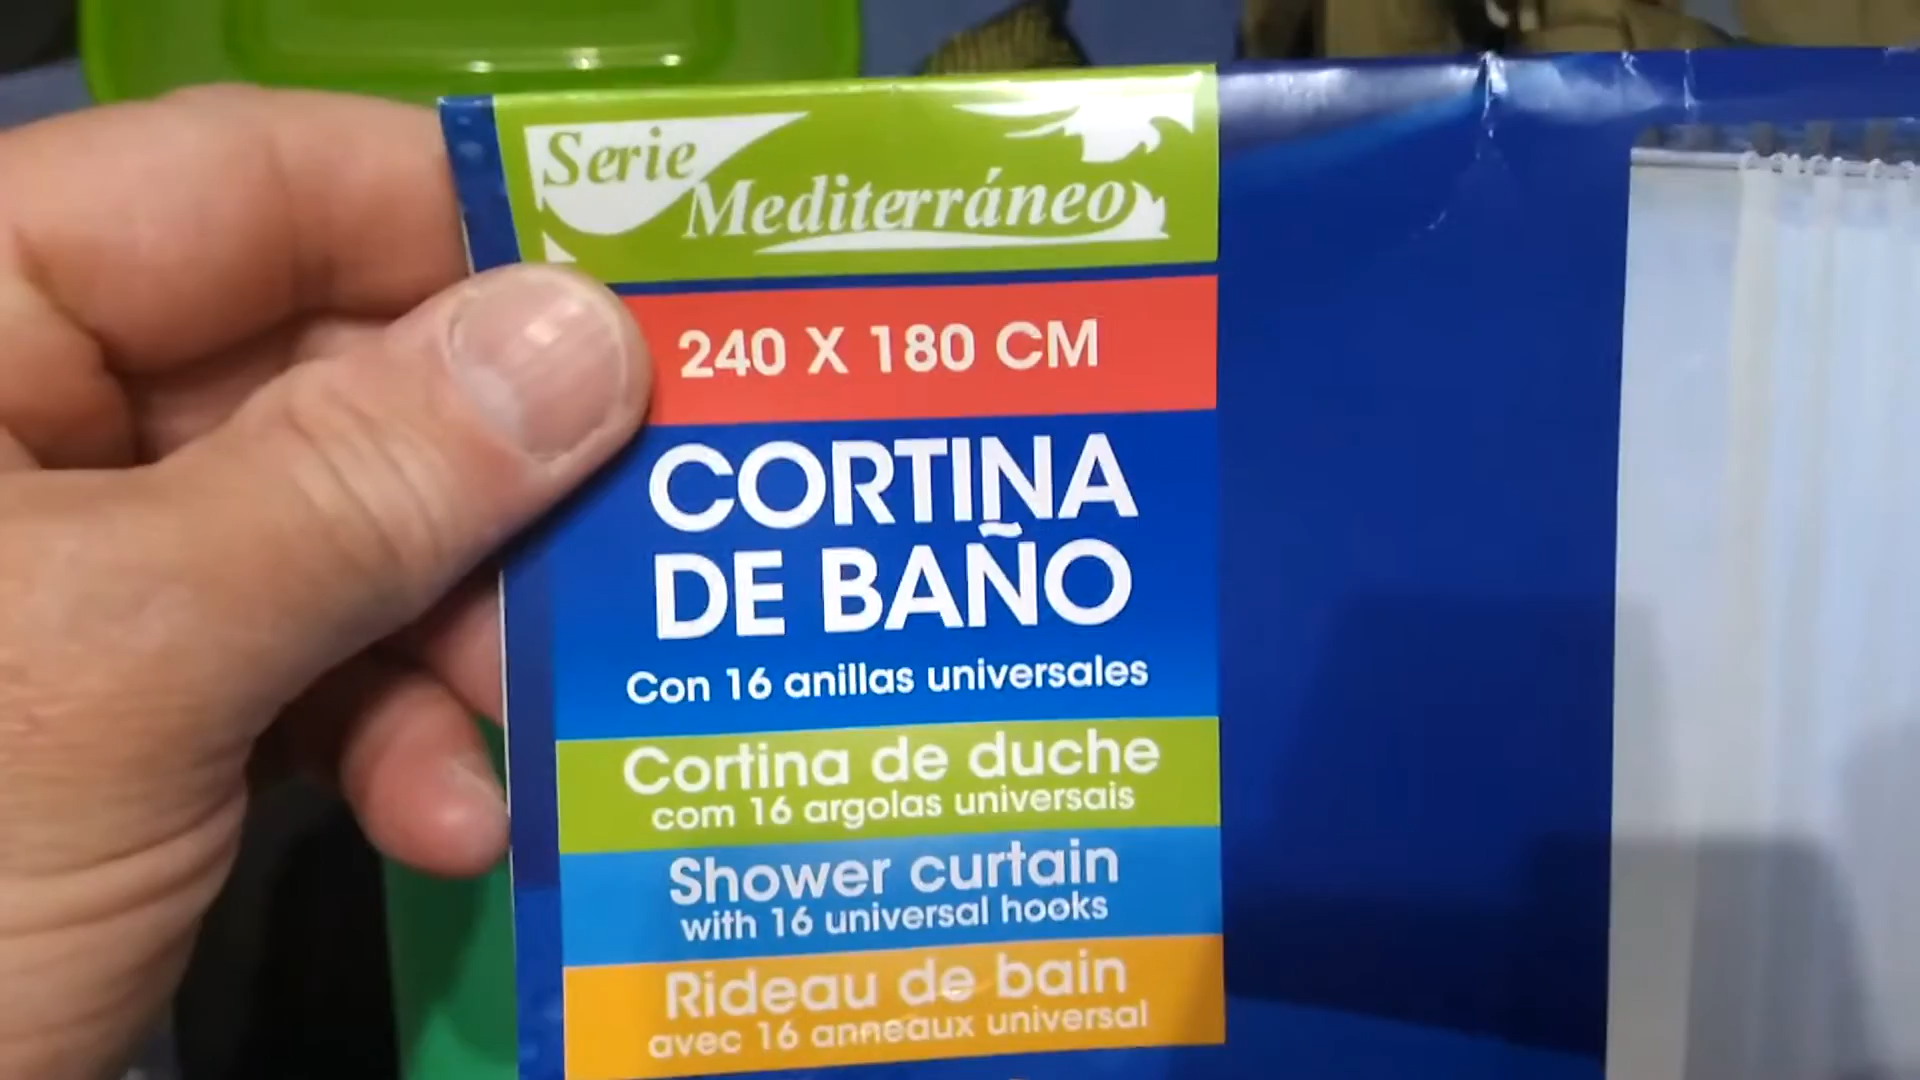 Serie
Mediterráneo
240 X 180 CM
CORTINA
DE BAÑO
Con 16 anillas universales
Cortina de duche
com 16 argolas universais
Shower curtain
with 16 universal hooks
Rideau de bain
avec 16 anneaux universal